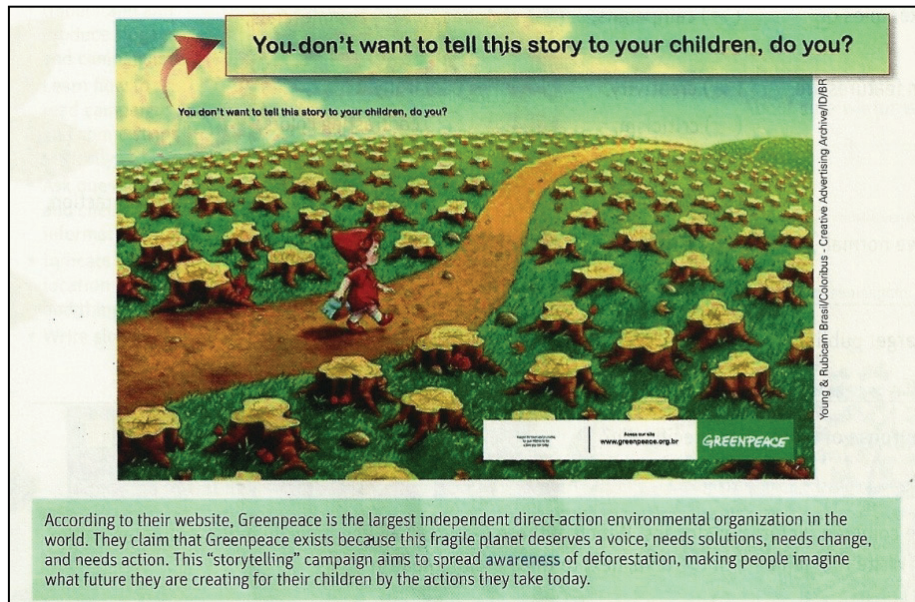 You don't want to tell this story to your children, do you?
You don't want to tell this story to your children, do you?
Young & Rubicam Brasil/Coloribus - Creative Advertising Archive/ID/BR
Acesse our site
www.greenpeace.org.br
GREENPEACE
According to their website, Greenpeace is the largest independent direct-action environmental organization in the
world. They claim that Greenpeace exists because this fragile planet deserves a voice, needs solutions, needs change,
and needs action. This “storytelling” campaign aims to spread awareness of deforestation, making people imagine
what future they are creating for their children by the actions they take today.